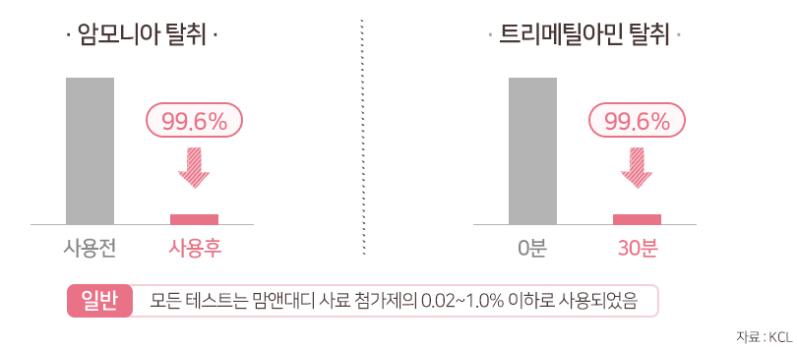 · 암모니아 탈취 ·
99.6%
사용전
사용후
· 트리메틸아민 탈취 ·
99.6%
0분
30분
일반 모든 테스트는 맘앤대디 사료 첨가제의 0.02~1.0% 이하로 사용되었음
자료 : KCL